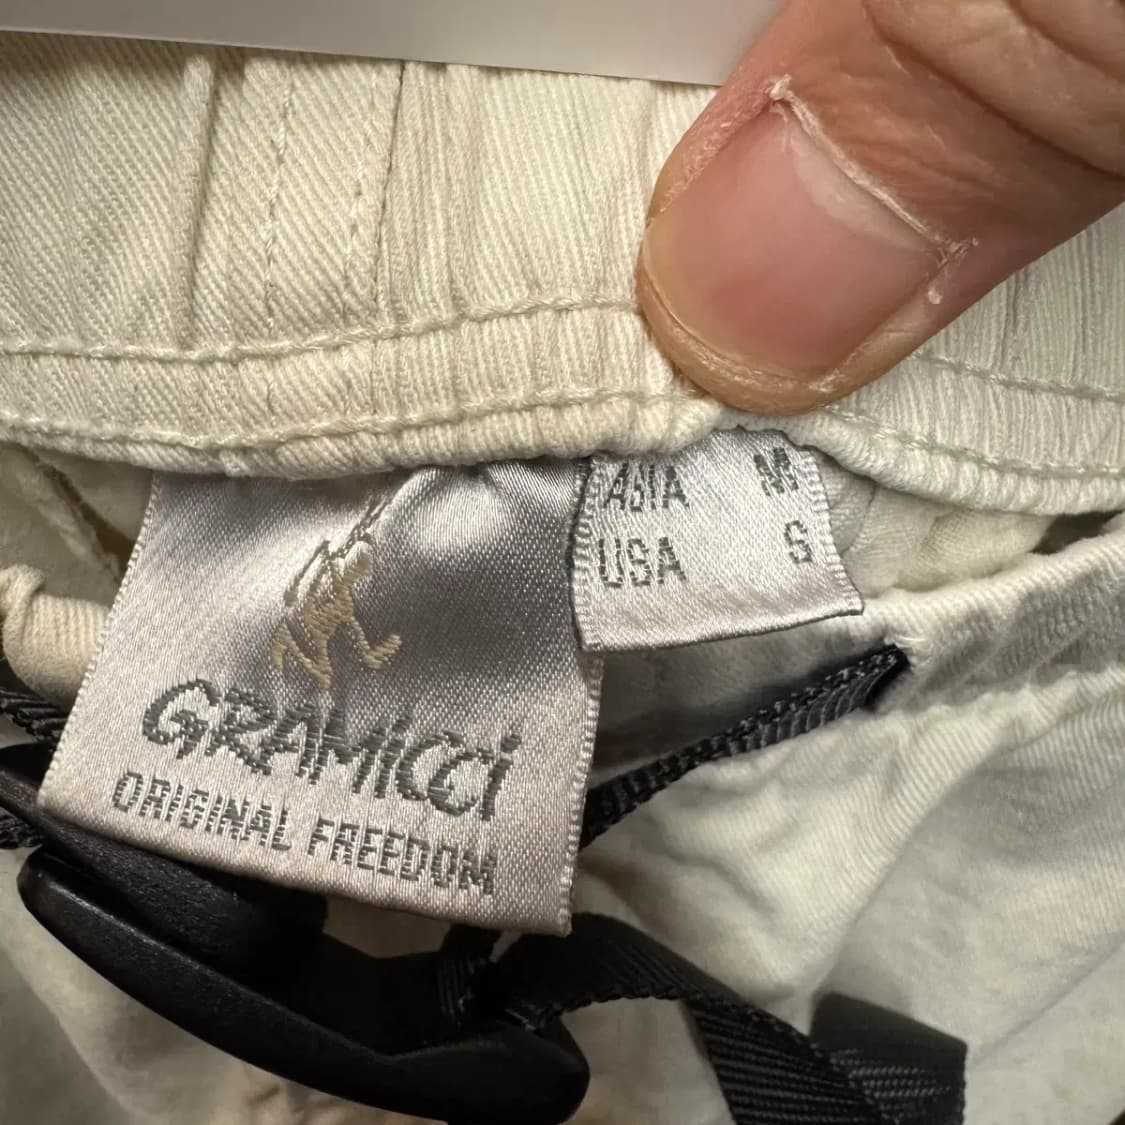 ASIA M
USA S
GRAMICCi
ORIGINAL FREEDOM